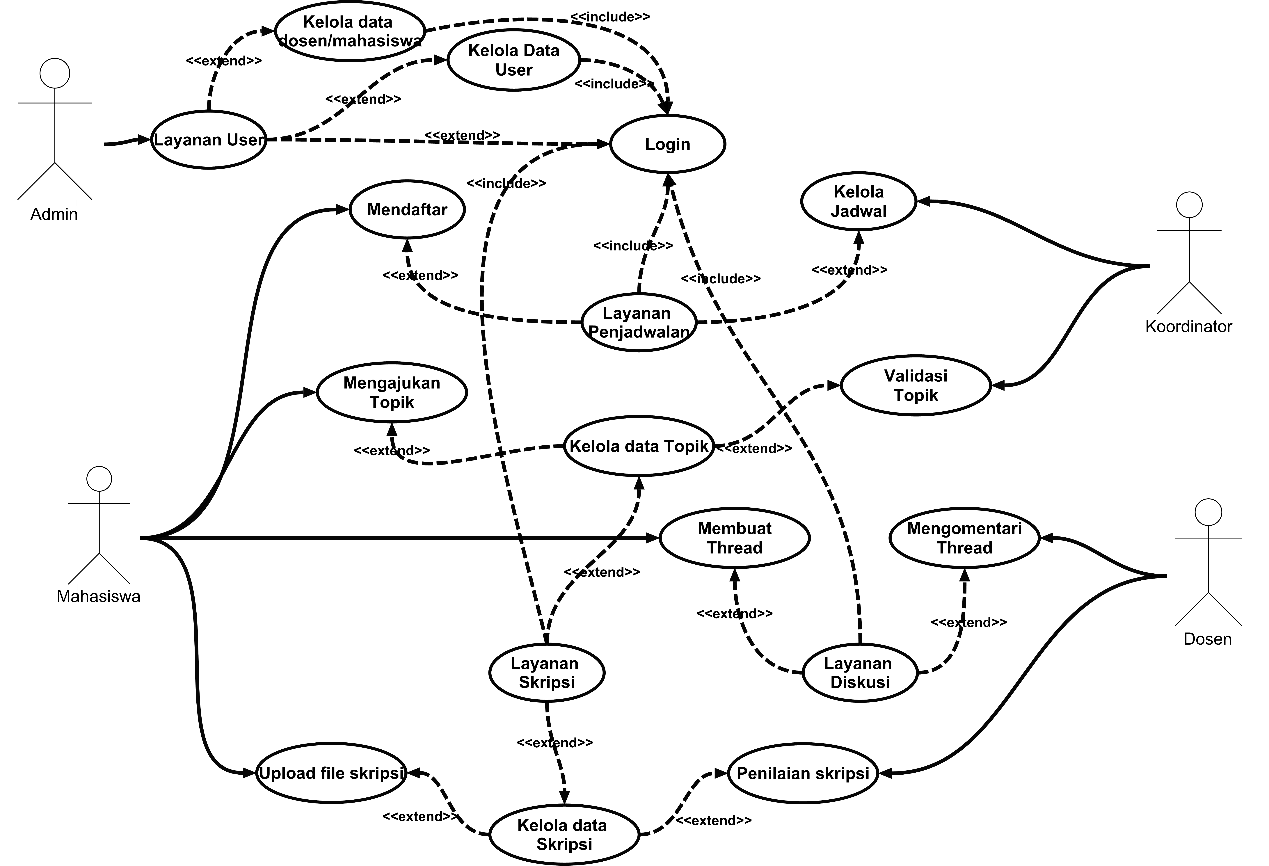 Kelola data
dosen/mahasiswa
<<include>>
<<extend>>
Kelola Data
User
<<include>>
<<extend>>
Layanan User
<<extend>>
Login
Admin
<<include>>
Mendaftar
Kelola
Jadwal
<<include>>
<<extend>>
<<include>>
<<extend>>
Layanan
Penjadwalan
Koordinator
Mengajukan
Topik
Validasi
Topik
<<extend>>
Kelola data Topik
<<extend>>
Membuat
Thread
Mengomentari
Thread
Mahasiswa
<<extend>>
<<extend>>
<<extend>>
Dosen
Layanan
Skripsi
Layanan
Diskusi
<<extend>>
Upload file skripsi
Penilaian skripsi
<<extend>>
Kelola data
Skripsi
<<extend>>